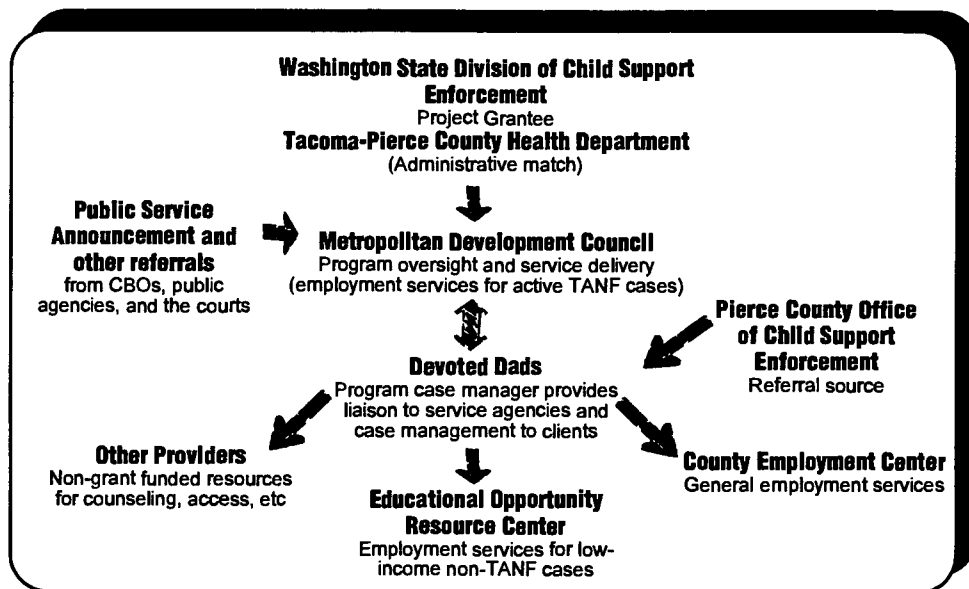 Washington State Division of Child Support
Enforcement
Project Grantee
Tacoma-Pierce County Health Department
(Administrative match)
Public Service
Announcement and
other referrals
from CBOs, public
agencies, and the courts
Metropolitan Development Council
Program oversight and service delivery
(employment services for active TANF cases)
Pierce County Office
of Child Support
Enforcement
Referral source
Devoted Dads
Program case manager provides
liaison to service agencies and
case management to clients
Other Providers
Non-grant funded resources
for counseling, access, etc
County Employment Center
General employment services
Educational Opportunity
Resource Center
Employment services for low-
income non-TANF cases